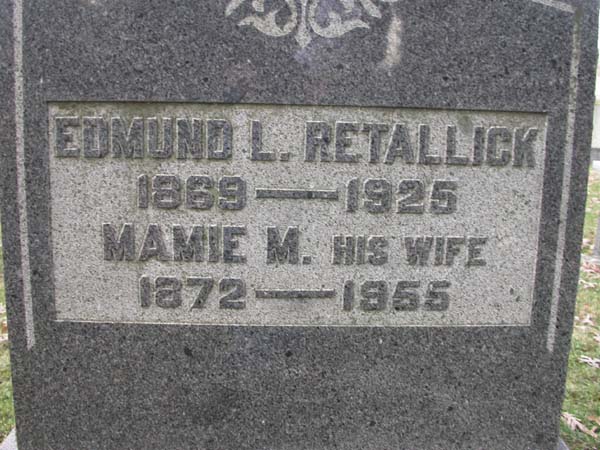 EDMUND L. RETALLICK
1869 — 1925
MAMIE M. HIS WIFE
1872 — 1955